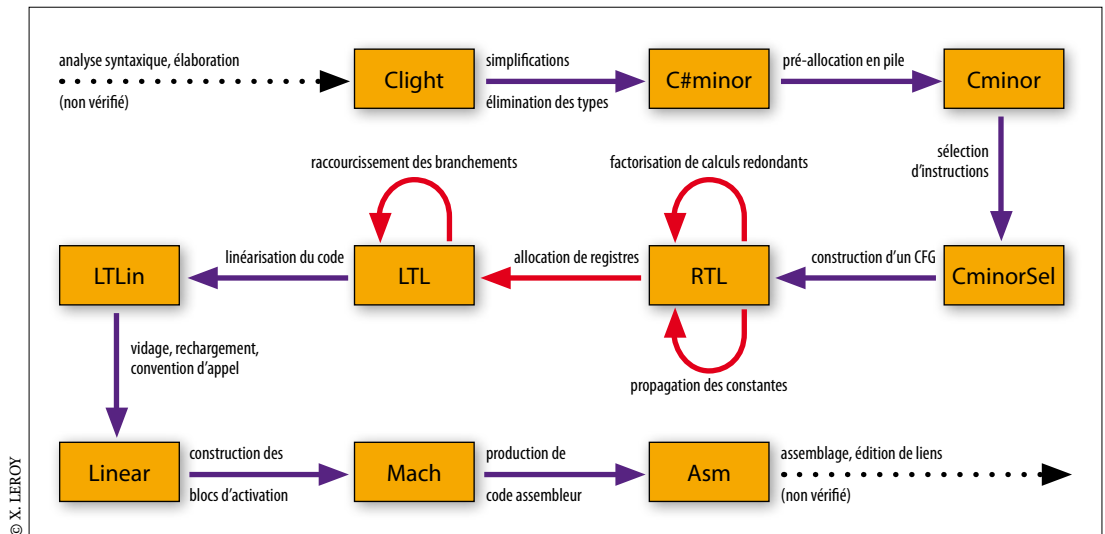 analyse syntaxique, élaboration
(non vérifié)
Clight
simplifications
élimination des types
C#minor
pré-allocation en pile
Cminor
sélection
d'instructions
raccourcissement des branchements
factorisation de calculs redondants
LTLin
linéarisation du code
LTL
allocation de registres
RTL
construction d'un CFG
CminorSel
vidage, rechargement,
convention d'appel
propagation des constantes
Linear
construction des
blocs d'activation
Mach
production de
code assembleur
Asm
assemblage, édition de liens
(non vérifié)
© X. LEROY